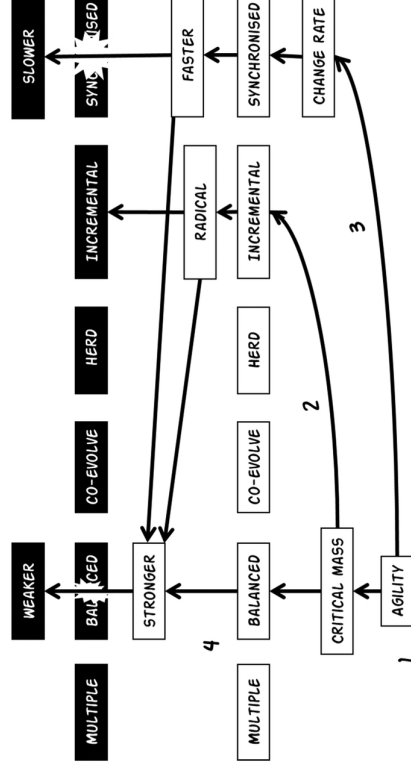 WEAKER
SLOWER
MULTIPLE
CO-EVOLVE
HERD
INCREMENTAL
STRONGER
FASTER
RADICAL
4
MULTIPLE
BALANCED
CO-EVOLVE
HERD
INCREMENTAL
SYNCHRONISED
2
CHANGE RATE
CRITICAL MASS
3
AGILITY